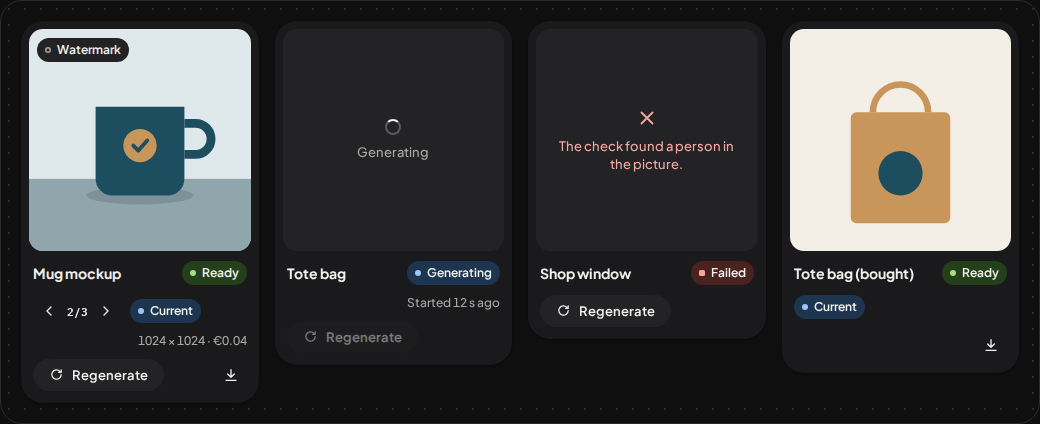 Watermark
Mug mockup
Ready
2/3
Current
1024 × 1024 · €0.04
Regenerate
Generating
Tote bag
Generating
Started 12 s ago
Regenerate
The check found a person in
the picture.
Shop window
Failed
Regenerate
Tote bag (bought)
Ready
Current